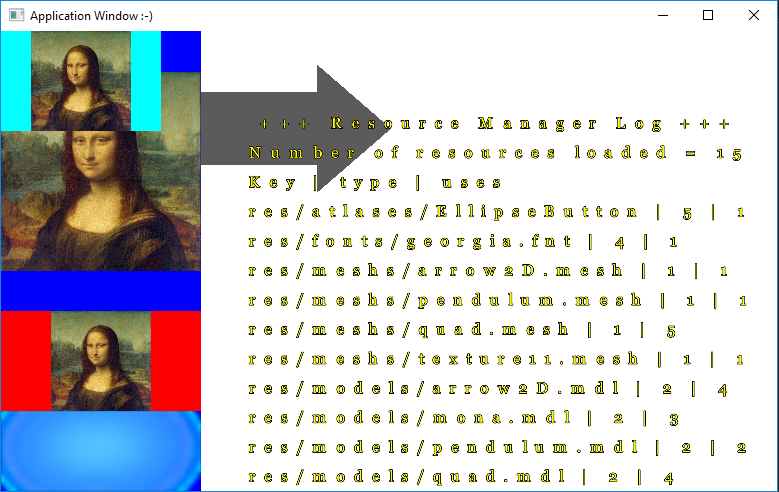 Application Window :-)
+ + + Resource Manager Log + + +
Number of resources loaded = 15
Key | type | uses
res/atlases/EllipseButton | 5 | 1
res/fonts/georgia.fnt | 4 | 1
res/meshs/arrow2D.mesh | 1 | 1
res/meshs/pendulum.mesh | 1 | 1
res/meshs/quad.mesh | 1 | 5
res/meshs/texture11.mesh | 1 | 1
res/models/arrow2D.mdl | 2 | 4
res/models/mona.mdl | 2 | 3
res/models/pendulum.mdl | 2 | 2
res/models/quad.mdl | 2 | 4